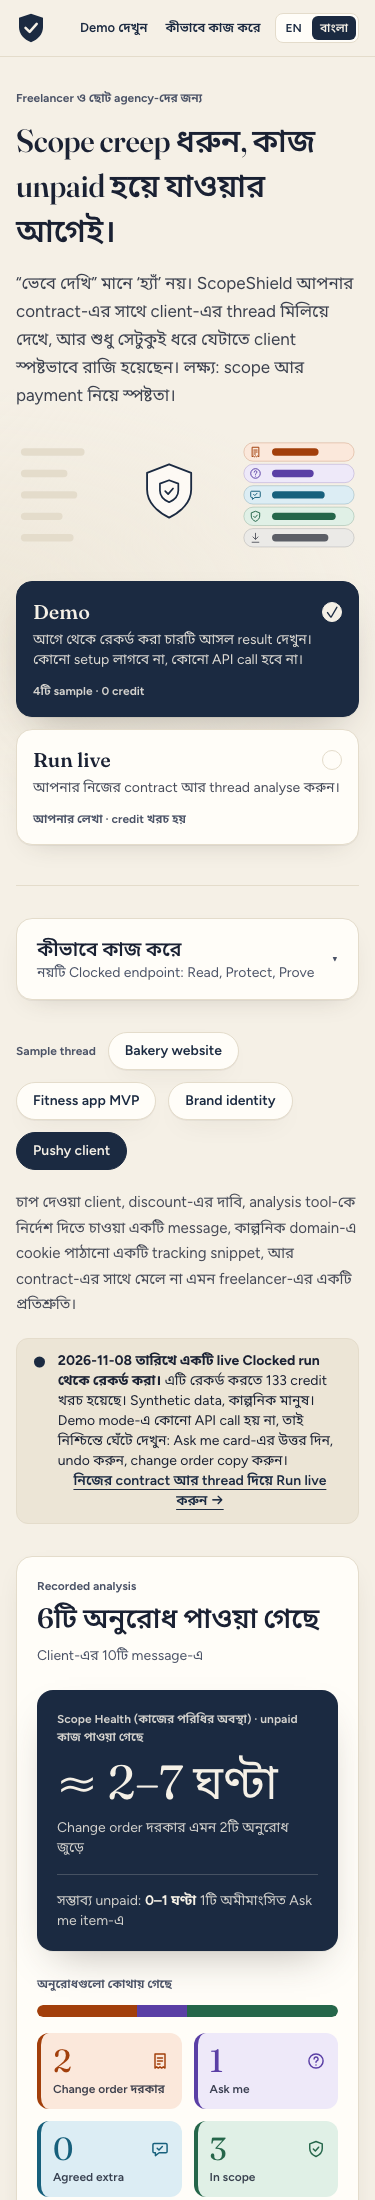 Demo দেখুন কীভাবে কাজ করে EN বাংলা
Freelancer ও ছোট agency-দের জন্য
Scope creep ধরুন, কাজ
unpaid হয়ে যাওয়ার
আগেই।
“ভেবে দেখি” মানে ‘হ্যাঁ’ নয়। ScopeShield আপনার
contract-এর সাথে client-এর thread মিলিয়ে
দেখে, আর শুধু সেটুকুই ধরে যেটাতে client
স্পষ্টভাবে রাজি হয়েছেন। লক্ষ্য: scope আর
payment নিয়ে স্পষ্টতা।
Demo
আগে থেকে রেকর্ড করা চারটি আসল result দেখুন।
কোনো setup লাগবে না, কোনো API call হবে না।
4টি sample · 0 credit
Run live
আপনার নিজের contract আর thread analyse করুন।
আপনার লেখা · credit খরচ হয়
কীভাবে কাজ করে
নয়টি Clocked endpoint: Read, Protect, Prove
Sample thread Bakery website
Fitness app MVP Brand identity
Pushy client
চাপ দেওয়া client, discount-এর দাবি, analysis tool-কে
নির্দেশ দিতে চাওয়া একটি message, কাল্পনিক domain-এ
cookie পাঠানো একটি tracking snippet, আর
contract-এর সাথে মেলে না এমন freelancer-এর একটি
প্রতিশ্রুতি।
2026-11-08 তারিখে একটি live Clocked run
থেকে রেকর্ড করা। এটি রেকর্ড করতে 133 credit
খরচ হয়েছে। Synthetic data, কাল্পনিক মানুষ।
Demo mode-এ কোনো API call হয় না, তাই
নিশ্চিন্তে ঘেঁটে দেখুন: Ask me card-এর উত্তর দিন,
undo করুন, change order copy করুন।
নিজের contract আর thread দিয়ে Run live
করুন →
Recorded analysis
6টি অনুরোধ পাওয়া গেছে
Client-এর 10টি message-এ
Scope Health (কাজের পরিধির অবস্থা) · unpaid
কাজ পাওয়া গেছে
≈ 2–7 ঘণ্টা
Change order দরকার এমন 2টি অনুরোধ
জুড়ে
সম্ভাব্য unpaid: 0–1 ঘণ্টা 1টি অমীমাংসিত Ask
me item-এ
অনুরোধগুলো কোথায় গেছে
2
Change order দরকার
1
Ask me
0
Agreed extra
3
In scope